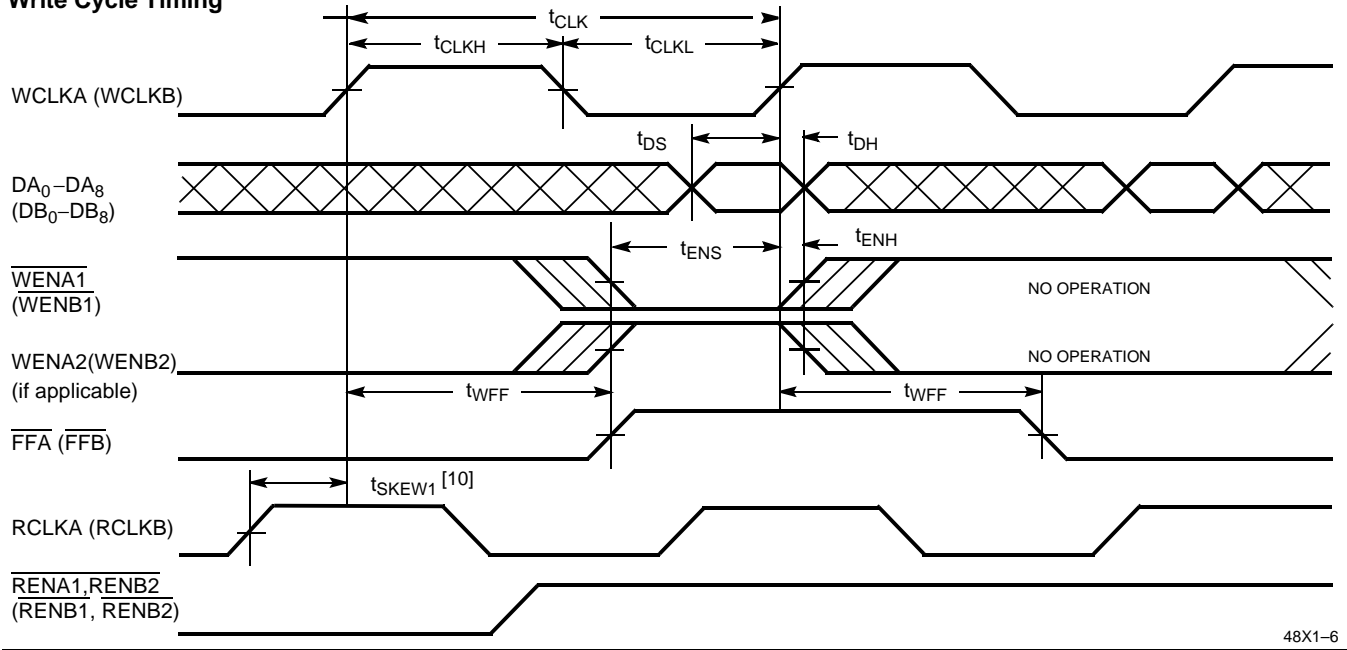 Write Cycle Timing
tCLK
tCLKH
tCLKL
WCLKA (WCLKB)
tDS
tDH
DA0–DA8
(DB0–DB8)
tENS
tENH
WENA1
(WENB1)
NO OPERATION
WENA2(WENB2)
(if applicable)
NO OPERATION
tWFF
tWFF
FFA (FFB)
tSKEW1 [10]
RCLKA (RCLKB)
RENA1,RENB2
(RENB1, RENB2)
48X1–6